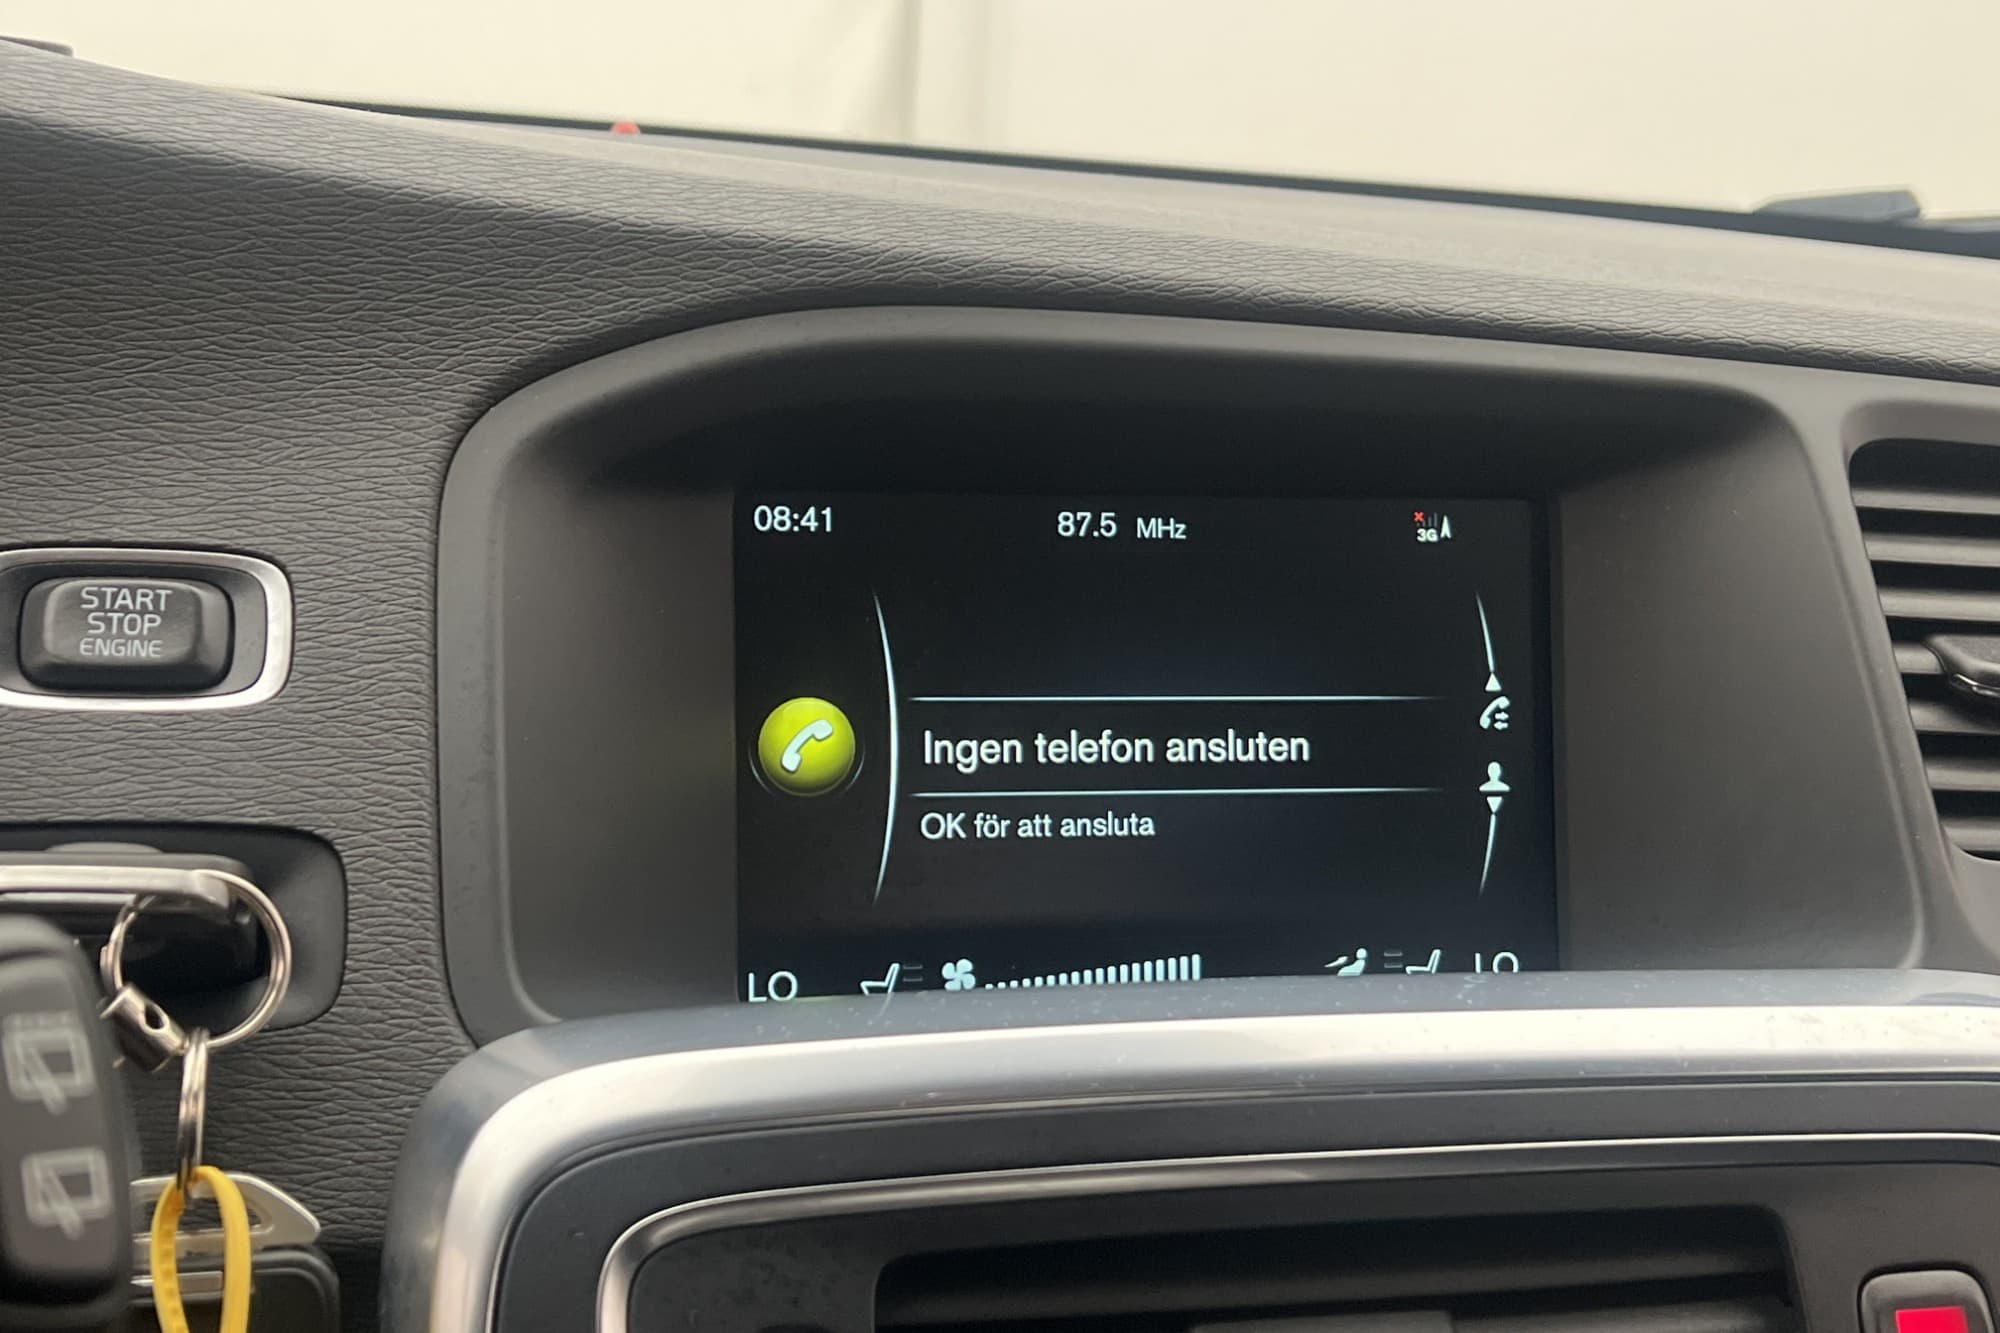 08:41 87.5 MHz 3G
START
STOP
ENGINE
Ingen telefon ansluten
OK för att ansluta
LO LO